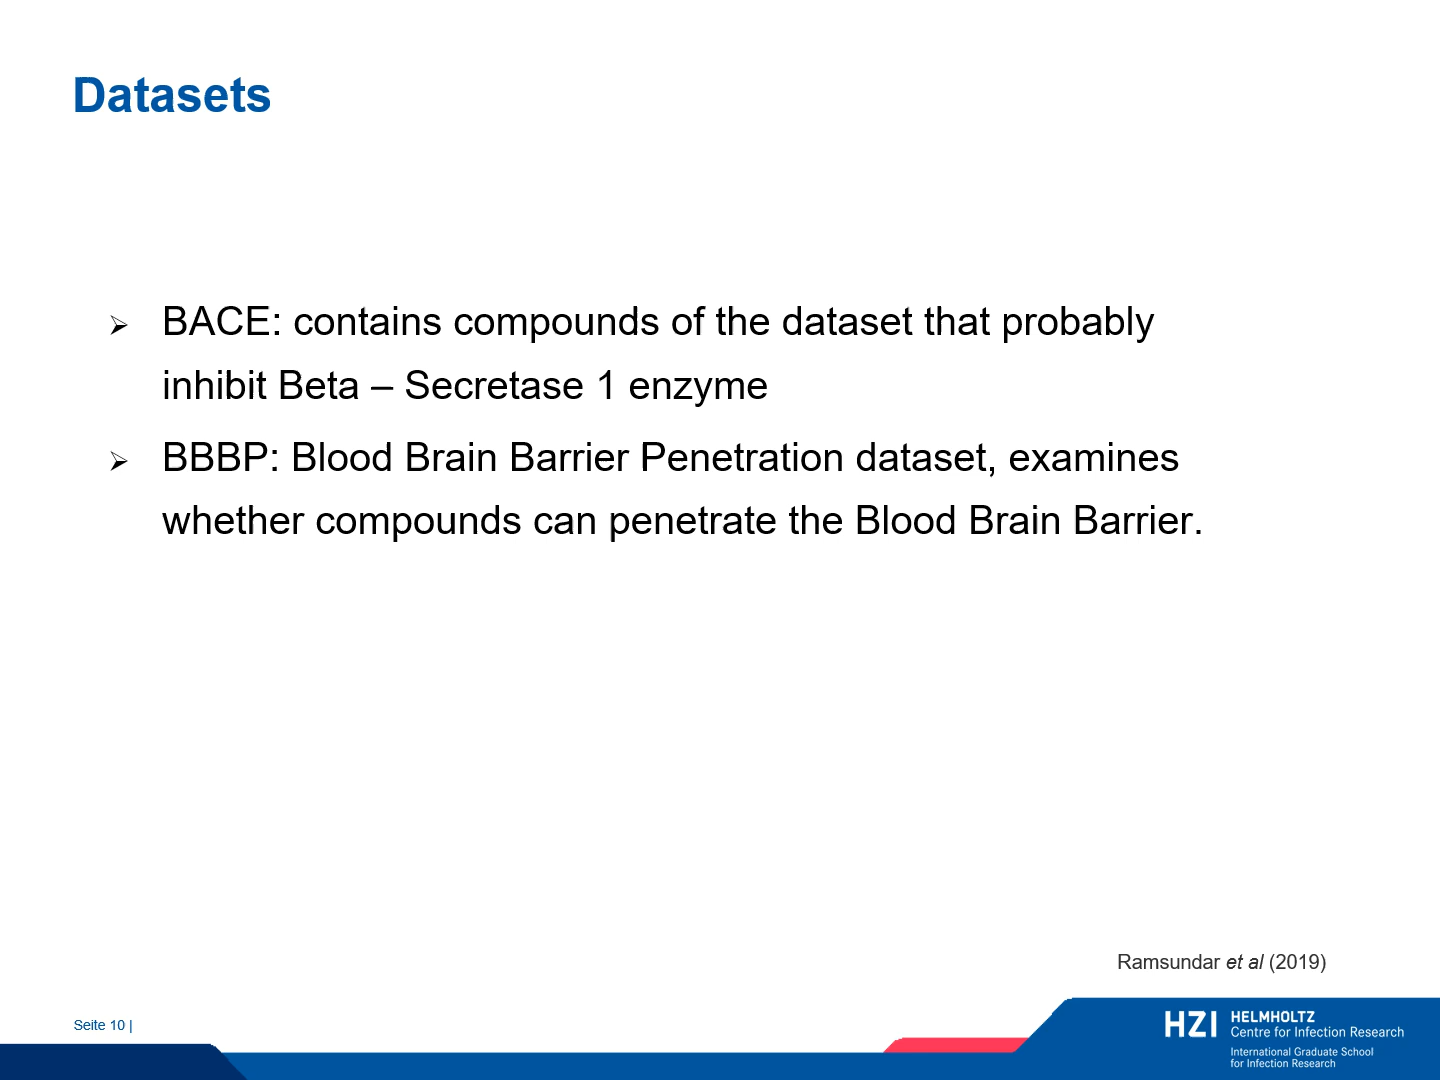 Datasets
BACE: contains compounds of the dataset that probably
inhibit Beta – Secretase 1 enzyme
BBBP: Blood Brain Barrier Penetration dataset, examines
whether compounds can penetrate the Blood Brain Barrier.
Ramsundar et al (2019)
Seite 10 |
HZI HELMHOLTZ
Centre for Infection Research
International Graduate School
for Infection Research